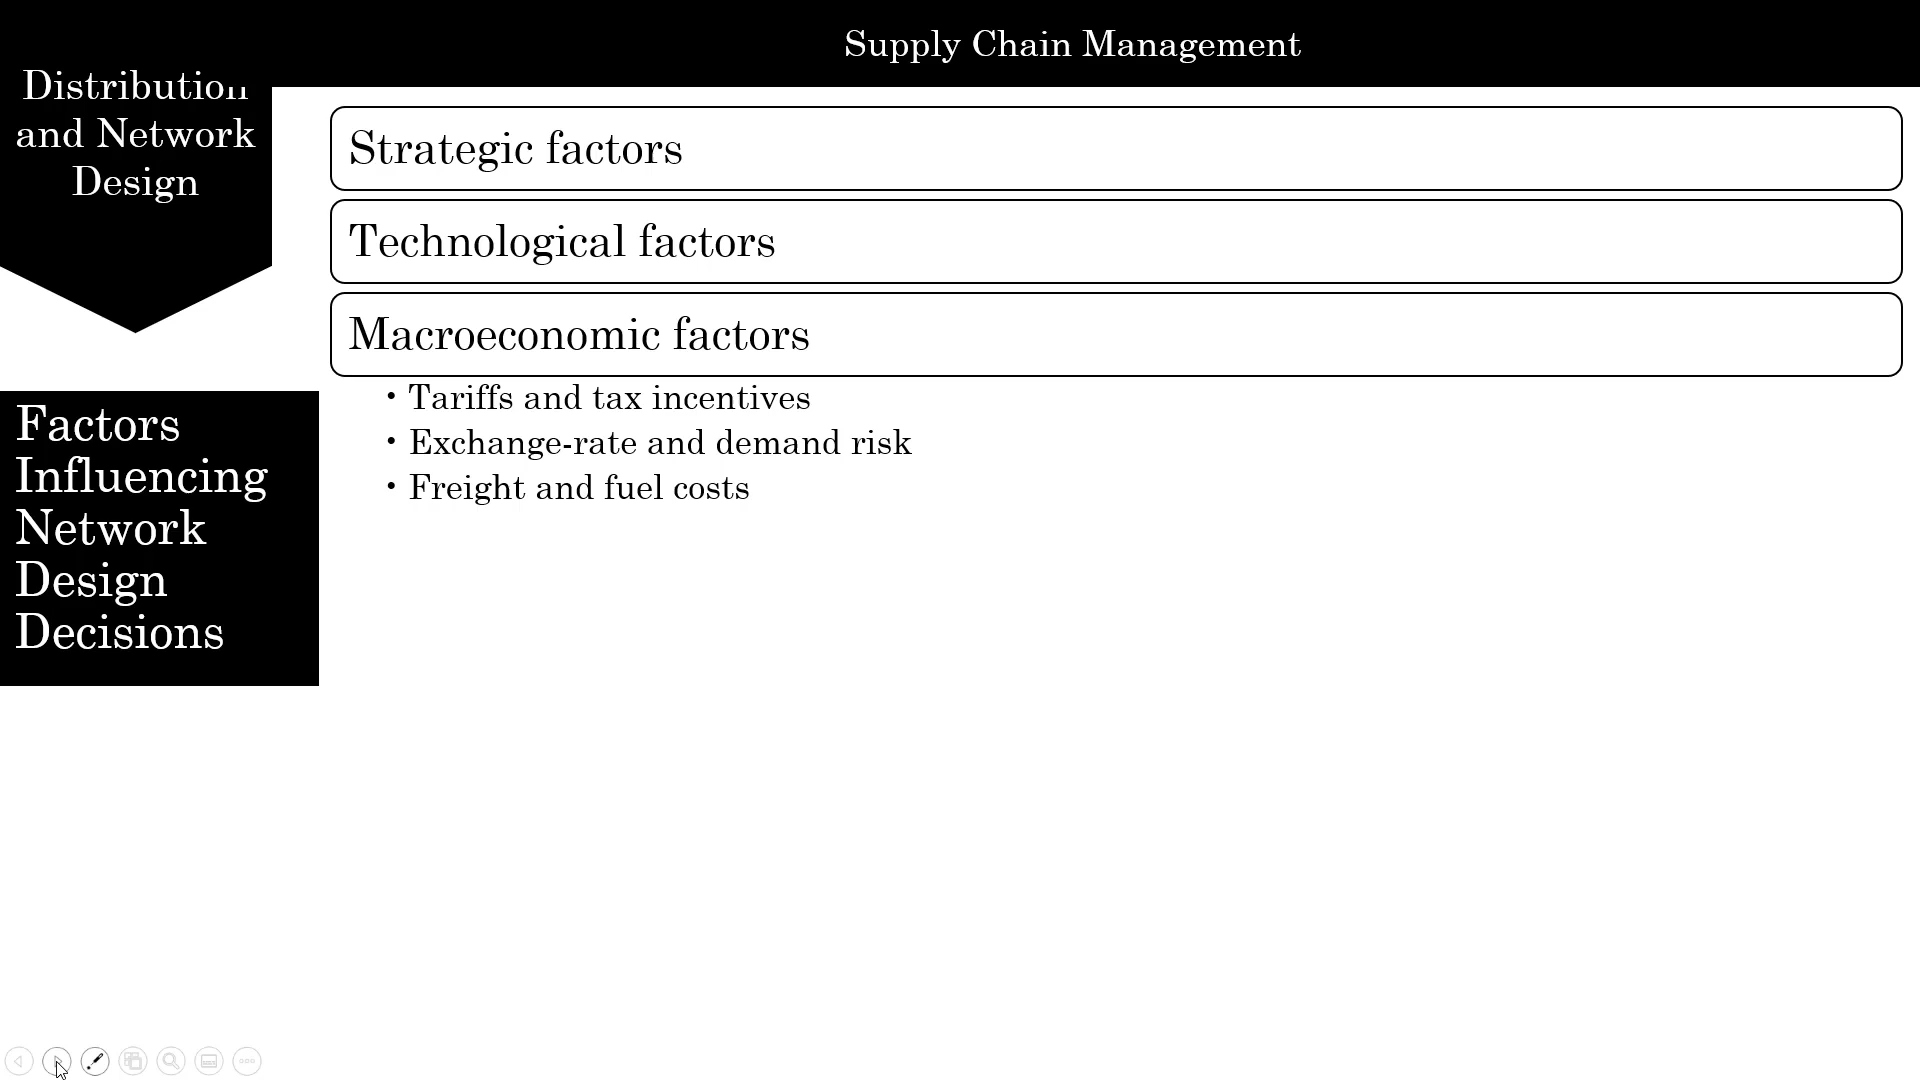 Supply Chain Management
Distribution
and Network
Design
Strategic factors
Technological factors
Macroeconomic factors
• Tariffs and tax incentives
• Exchange-rate and demand risk
• Freight and fuel costs
Factors
Influencing
Network
Design
Decisions